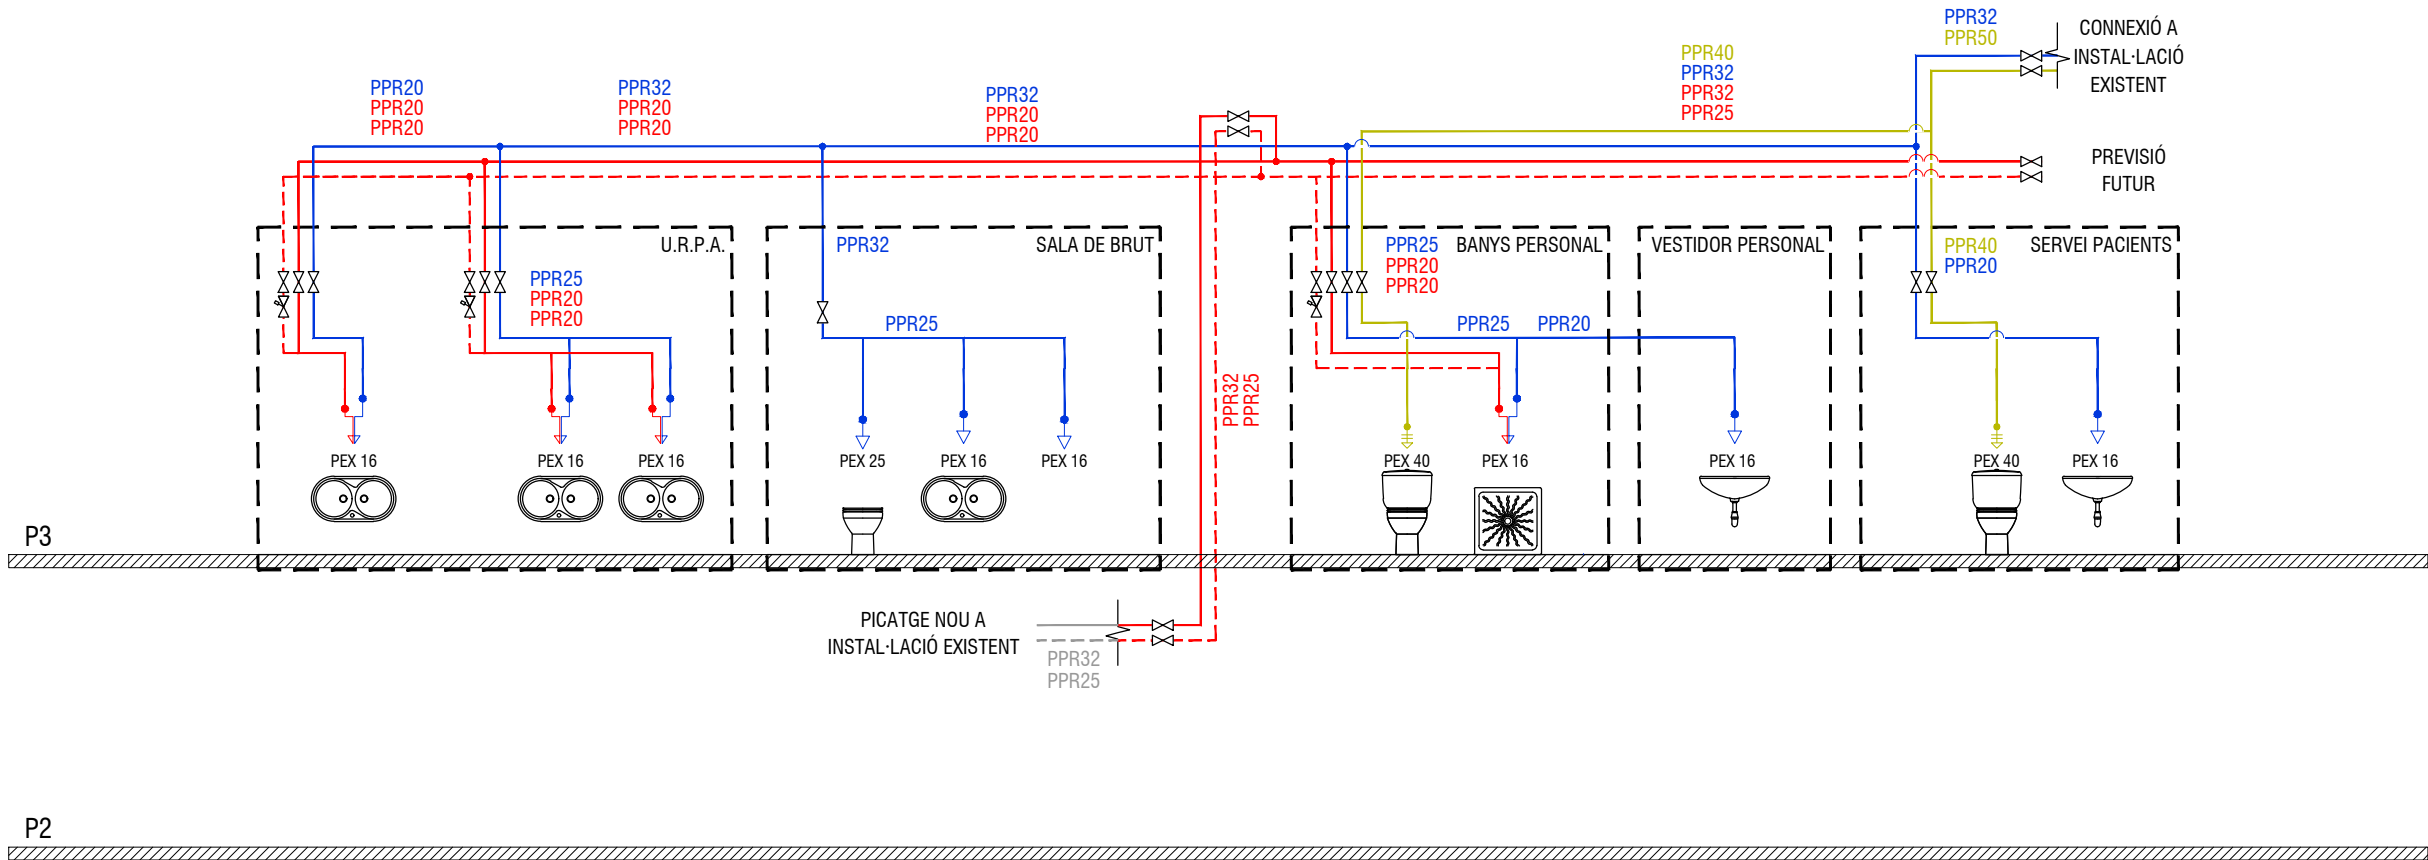 PPR32
PPR50
CONNEXIÓ A
INSTAL·LACIÓ
EXISTENT
PPR40
PPR32
PPR32
PPR25
PPR20
PPR20
PPR20
PPR32
PPR20
PPR20
PPR32
PPR20
PPR20
PREVISIÓ
FUTUR
U.R.P.A.
PPR25
PPR20
PPR20
PPR32
SALA DE BRUT
PPR25
PPR25
PPR20
PPR20
BANYS PERSONAL
PPR25 PPR20
VESTIDOR PERSONAL
PPR40
PPR20
SERVEI PACIENTS
PPR32
PPR25
PEX 16
PEX 16
PEX 16
PEX 25
PEX 16
PEX 16
PEX 40
PEX 16
PEX 16
PEX 40
PEX 16
P3
PICATGE NOU A
INSTAL·LACIÓ EXISTENT
PPR32
PPR25
P2